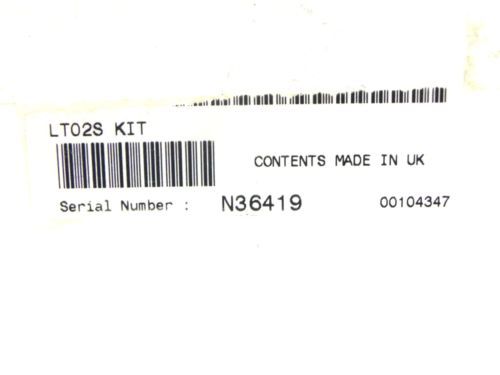 LT02S KIT
CONTENTS MADE IN UK
Serial Number : N36419 00104347